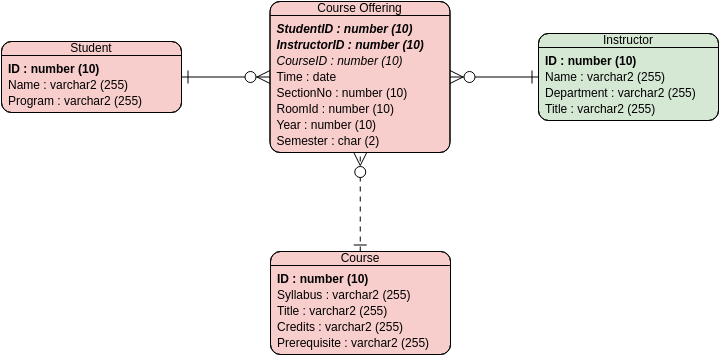 Course Offering
StudentID : number (10)
InstructorID : number (10)
CourseID : number (10)
Time : date
SectionNo : number (10)
RoomId : number (10)
Year : number (10)
Semester : char (2)
Student
ID : number (10)
Name : varchar2 (255)
Program : varchar2 (255)
Instructor
ID : number (10)
Name : varchar2 (255)
Department : varchar2 (255)
Title : varchar2 (255)
Course
ID : number (10)
Syllabus : varchar2 (255)
Title : varchar2 (255)
Credits : varchar2 (255)
Prerequisite : varchar2 (255)